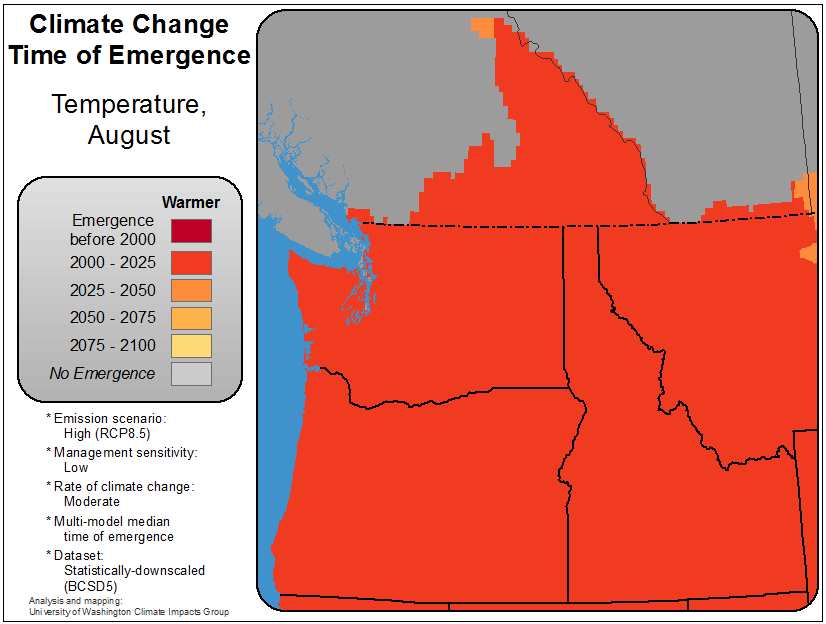 Climate Change
Time of Emergence
Temperature,
August
Warmer
Emergence
before 2000
2000 - 2025
2025 - 2050
2050 - 2075
2075 - 2100
No Emergence
* Emission scenario:
High (RCP8.5)
* Management sensitivity:
Low
* Rate of climate change:
Moderate
* Multi-model median
time of emergence
* Dataset:
Statistically-downscaled
(BCSD5)
Analysis and mapping:
University of Washington Climate Impacts Group